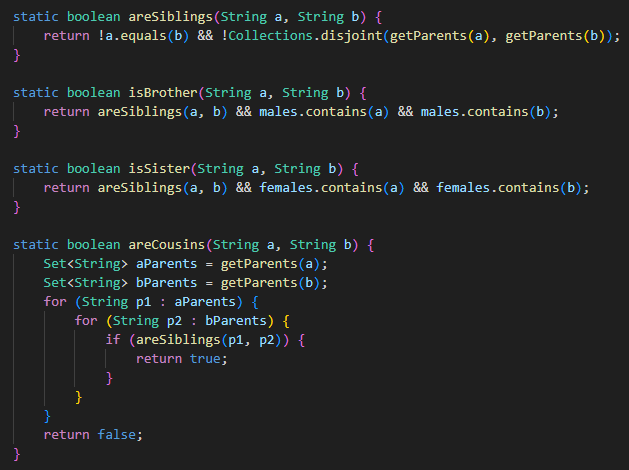 static boolean areSiblings(String a, String b) {
    return !a.equals(b) && !Collections.disjoint(getParents(a), getParents(b));
}

static boolean isBrother(String a, String b) {
    return areSiblings(a, b) && males.contains(a) && males.contains(b);
}

static boolean isSister(String a, String b) {
    return areSiblings(a, b) && females.contains(a) && females.contains(b);
}

static boolean areCousins(String a, String b) {
    Set<String> aParents = getParents(a);
    Set<String> bParents = getParents(b);
    for (String p1 : aParents) {
        for (String p2 : bParents) {
            if (areSiblings(p1, p2)) {
                return true;
            }
        }
    }
    return false;
}